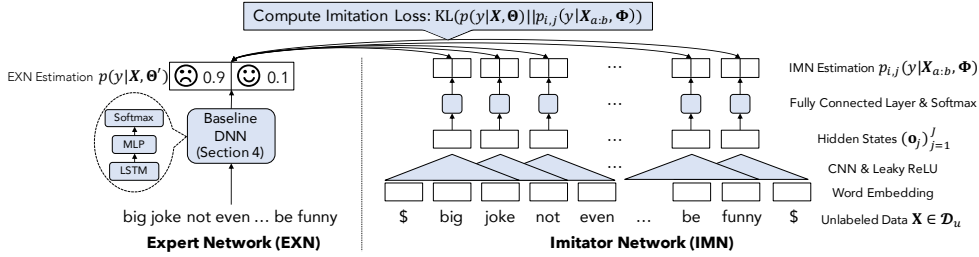 Compute Imitation Loss: KL(p(y|X, Θ)||p_{i,j}(y|X_{a:b}, Φ))
EXN Estimation p(y|X, Θ′) ☹ 0.9 ☺ 0.1
IMN Estimation p_{i,j}(y|X_{a:b}, Φ)
Softmax
MLP
LSTM
Baseline
DNN
(Section 4)
... Fully Connected Layer & Softmax
... Hidden States (o_j)_{j=1}^{J}
... CNN & Leaky ReLU
Word Embedding
big joke not even ... be funny
$ big joke not even ... be funny $ Unlabeled Data X ∈ D_u
Expert Network (EXN)
Imitator Network (IMN)